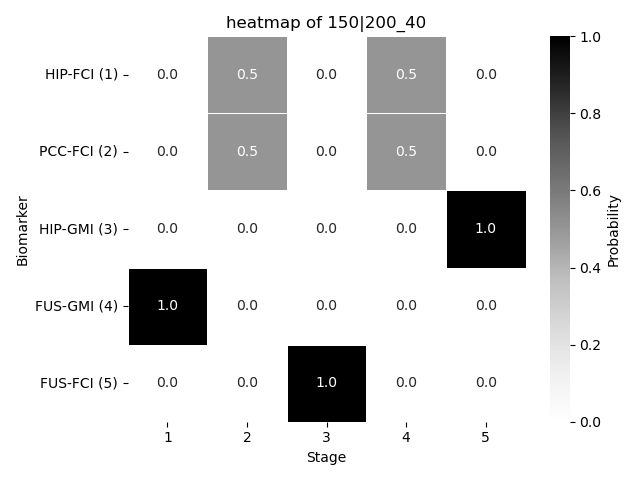 heatmap of 150|200_40
HIP-FCI (1) 0.0 0.5 0.0 0.5 0.0
PCC-FCI (2) 0.0 0.5 0.0 0.5 0.0
HIP-GMI (3) 0.0 0.0 0.0 0.0 1.0
FUS-GMI (4) 1.0 0.0 0.0 0.0 0.0
FUS-FCI (5) 0.0 0.0 1.0 0.0 0.0
1 2 3 4 5
Stage
Biomarker
1.0
0.8
0.6
0.4
0.2
0.0
Probability